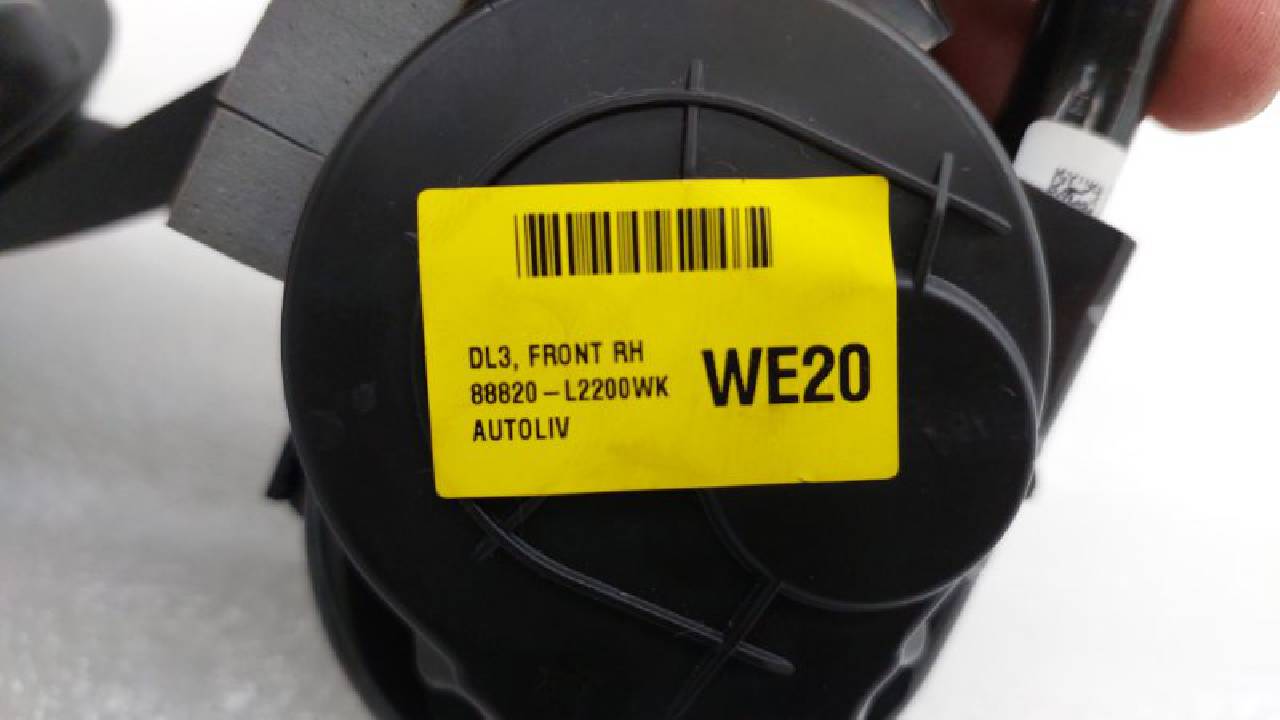 DL3, FRONT RH
88820-L2200WK
AUTOLIV
WE20